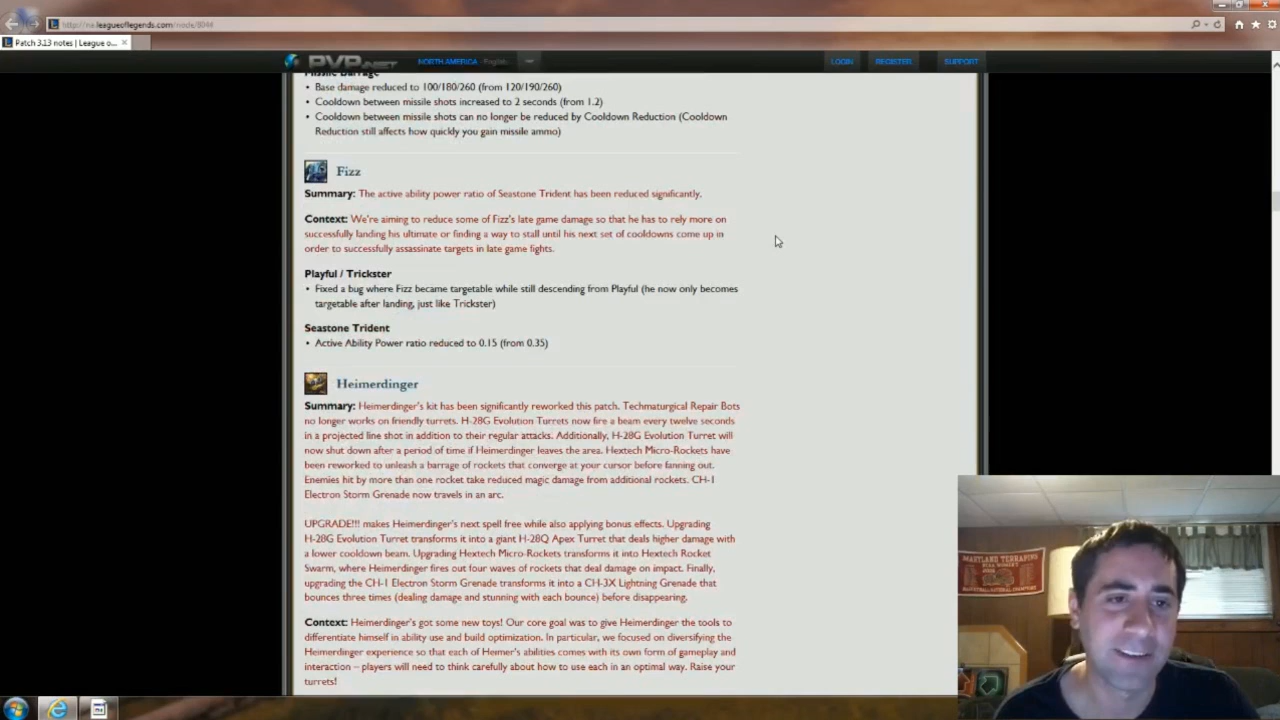 http://na.leagueoflegends.com/node/8044
Patch 3.13 notes | League o...
PVP.net
NORTH AMERICA - English
LOGIN
REGISTER
SUPPORT
Missile Barrage
• Base damage reduced to 100/180/260 (from 120/190/260)
• Cooldown between missile shots increased to 2 seconds (from 1.2)
• Cooldown between missile shots can no longer be reduced by Cooldown Reduction (Cooldown
Reduction still affects how quickly you gain missile ammo)
Fizz
Summary: The active ability power ratio of Seastone Trident has been reduced significantly.
Context: We're aiming to reduce some of Fizz's late game damage so that he has to rely more on
successfully landing his ultimate or finding a way to stall until his next set of cooldowns come up in
order to successfully assassinate targets in late game fights.
Playful / Trickster
• Fixed a bug where Fizz became targetable while still descending from Playful (he now only becomes
targetable after landing, just like Trickster)
Seastone Trident
• Active Ability Power ratio reduced to 0.15 (from 0.35)
Heimerdinger
Summary: Heimerdinger's kit has been significantly reworked this patch. Techmaturgical Repair Bots
no longer works on friendly turrets. H-28G Evolution Turrets now fire a beam every twelve seconds
in a projected line shot in addition to their regular attacks. Additionally, H-28G Evolution Turret will
now shut down after a period of time if Heimerdinger leaves the area. Hextech Micro-Rockets have
been reworked to unleash a barrage of rockets that converge at your cursor before fanning out.
Enemies hit by more than one rocket take reduced magic damage from additional rockets. CH-1
Electron Storm Grenade now travels in an arc.
UPGRADE!!! makes Heimerdinger's next spell free while also applying bonus effects. Upgrading
H-28G Evolution Turret transforms it into a giant H-28Q Apex Turret that deals higher damage with
a lower cooldown beam. Upgrading Hextech Micro-Rockets transforms it into Hextech Rocket
Swarm, where Heimerdinger fires out four waves of rockets that deal damage on impact. Finally,
upgrading the CH-1 Electron Storm Grenade transforms it into a CH-3X Lightning Grenade that
bounces three times (dealing damage and stunning with each bounce) before disappearing.
Context: Heimerdinger's got some new toys! Our core goal was to give Heimerdinger the tools to
differentiate himself in ability use and build optimization. In particular, we focused on diversifying the
Heimerdinger experience so that each of Heimer's abilities comes with its own form of gameplay and
interaction – players will need to think carefully about how to use each in an optimal way. Raise your
turrets!
MARYLAND TERRAPINS